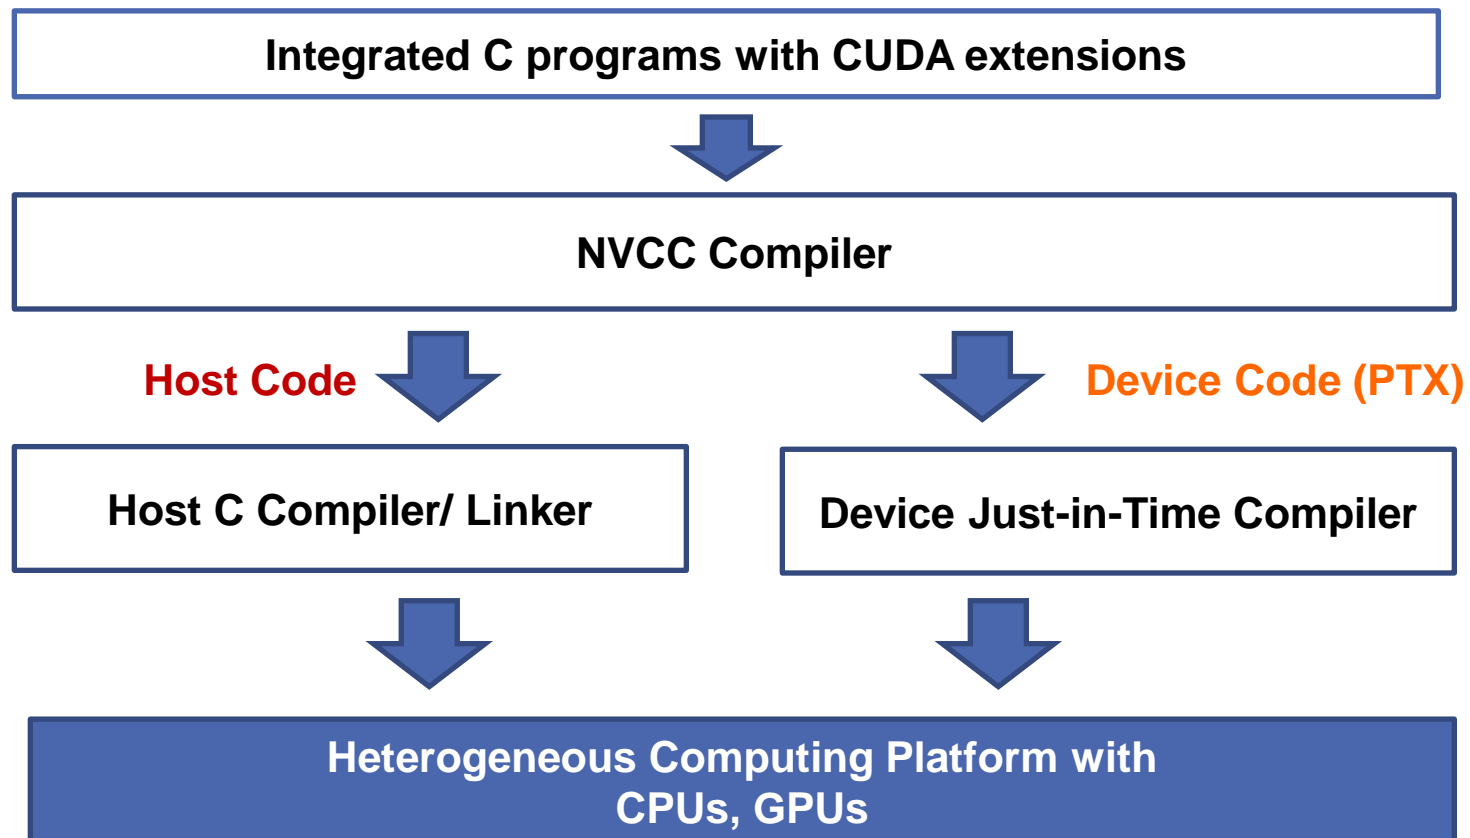 Integrated C programs with CUDA extensions
NVCC Compiler
Host Code
Device Code (PTX)
Host C Compiler/ Linker
Device Just-in-Time Compiler
Heterogeneous Computing Platform with
CPUs, GPUs